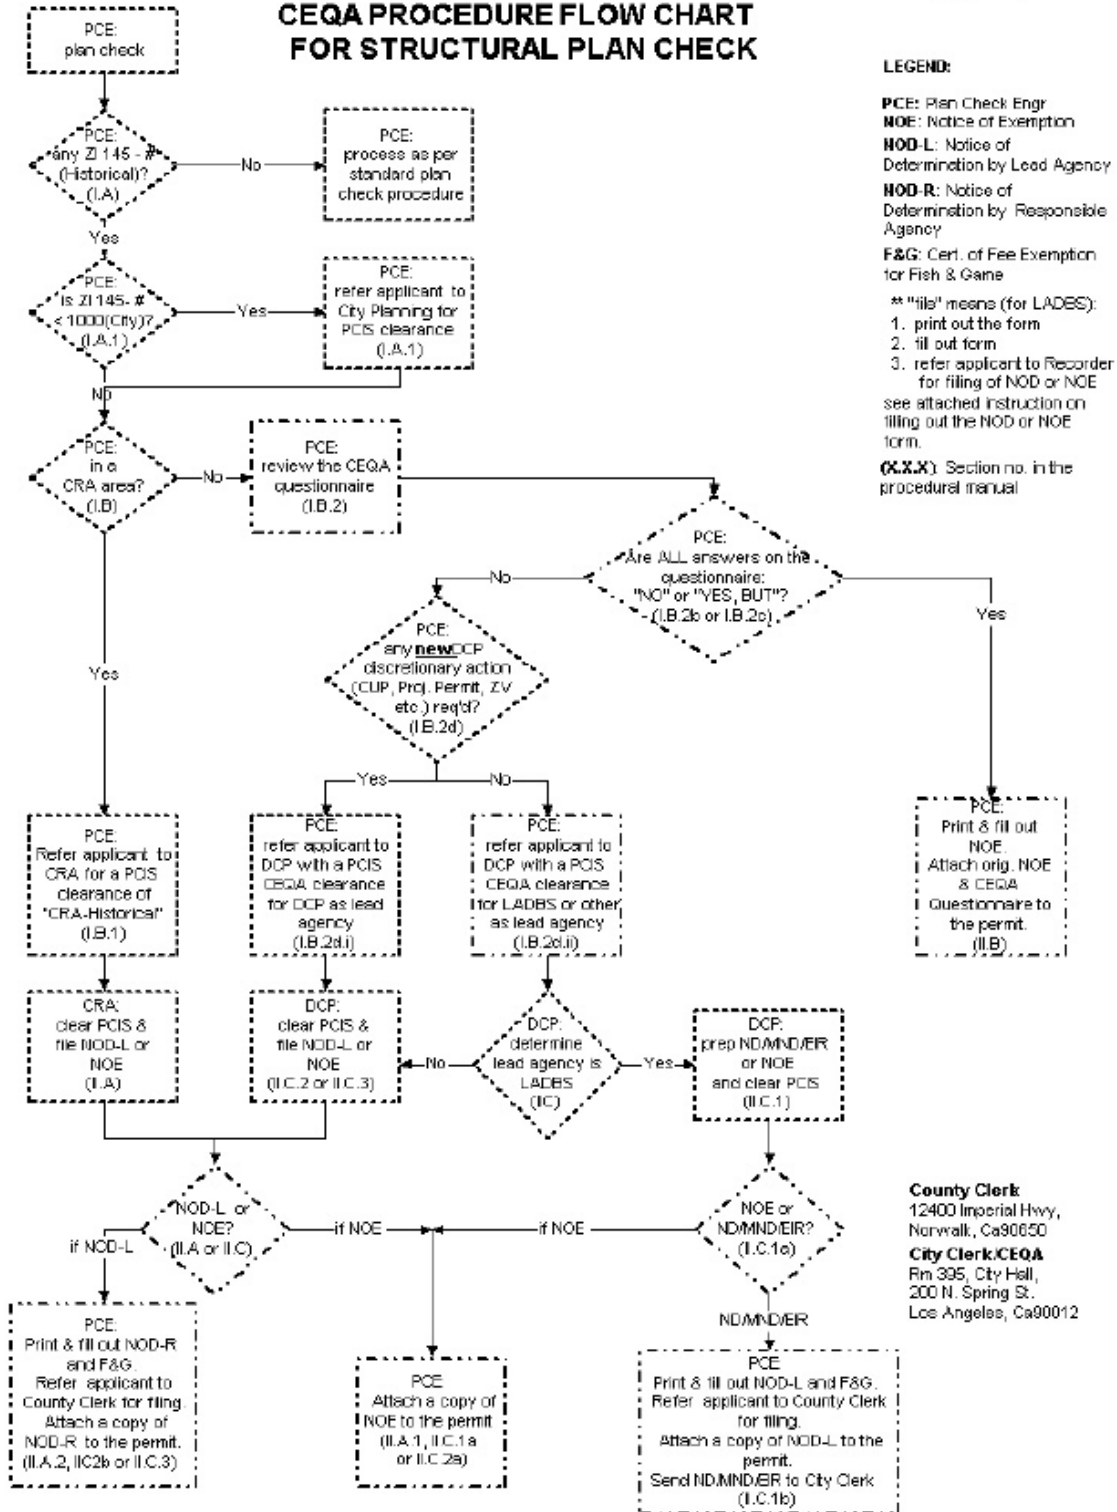 CEQA PROCEDURE FLOW CHART
FOR STRUCTURAL PLAN CHECK
PCE:
plan check
PCE:
any ZI 145 - #
(Historical)?
(I.A)
No
PCE:
process as per
standard plan
check procedure
Yes
PCE:
is ZI 145- #
< 1000(City)?
(I.A.1)
Yes
PCE:
refer applicant to
City Planning for
PCIS clearance
(I.A.1)
No
PCE:
in a
CRA area?
(I.B)
No
PCE:
review the CEQA
questionnaire
(I.B.2)
PCE:
Are ALL answers on the
questionnaire:
"NO" or "YES, BUT"?
(I.B.2b or I.B.2c)
No
Yes
PCE:
any newDCP
discretionary action
(CUP, Proj. Permit, ZV
etc.) req'd?
(I.B.2d)
Yes
Yes
No
PCE:
Refer applicant to
CRA for a PCIS
clearance of
"CRA-Historical"
(I.B.1)
PCE:
refer applicant to
DCP with a PCIS
CEQA clearance
for DCP as lead
agency
(I.B.2d.i)
PCE:
refer applicant to
DCP with a PCIS
CEQA clearance
for LADBS or other
as lead agency
(I.B.2d.ii)
PCE:
Print & fill out
NOE.
Attach orig. NOE
& CEQA
Questionnaire to
the permit.
(II.B)
CRA:
clear PCIS &
file NOD-L or
NOE
(II.A)
DCP:
clear PCIS &
file NOD-L or
NOE
(II.C.2 or II.C.3)
No
DCP:
determine
lead agency is
LADBS
(IIC)
Yes
DCP:
prep ND/MND/EIR
or NOE
and clear PCIS
(II.C.1)
NOD-L or
NOE?
(II.A or II.C)
if NOD-L
if NOE
if NOE
NOE or
ND/MND/EIR?
(II.C.1a)
ND/MND/EIR
PCE:
Print & fill out NOD-R
and F&G.
Refer applicant to
County Clerk for filing.
Attach a copy of
NOD-R to the permit.
(II.A.2, IIC2b or II.C.3)
PCE
Attach a copy of
NOE to the permit
(II.A.1, II.C.1a
or II.C.2a)
PCE
Print & fill out NOD-L and F&G.
Refer applicant to County Clerk
for filing.
Attach a copy of NOD-L to the
permit.
Send ND/MND/EIR to City Clerk
(II.C.1b)
LEGEND:
PCE: Plan Check Engr
NOE: Notice of Exemption
NOD-L: Notice of
Determination by Lead Agency
NOD-R: Notice of
Determination by Responsible
Agency
F&G: Cert. of Fee Exemption
for Fish & Game
** "file" means (for LADBS):
1. print out the form
2. fill out form
3. refer applicant to Recorder
for filing of NOD or NOE
see attached instruction on
filling out the NOD or NOE
form.
(X.X.X): Section no. in the
procedural manual
County Clerk
12400 Imperial Hwy,
Norwalk, Ca90650
City Clerk/CEQA
Rm 395, City Hall,
200 N. Spring St.
Los Angeles, Ca90012